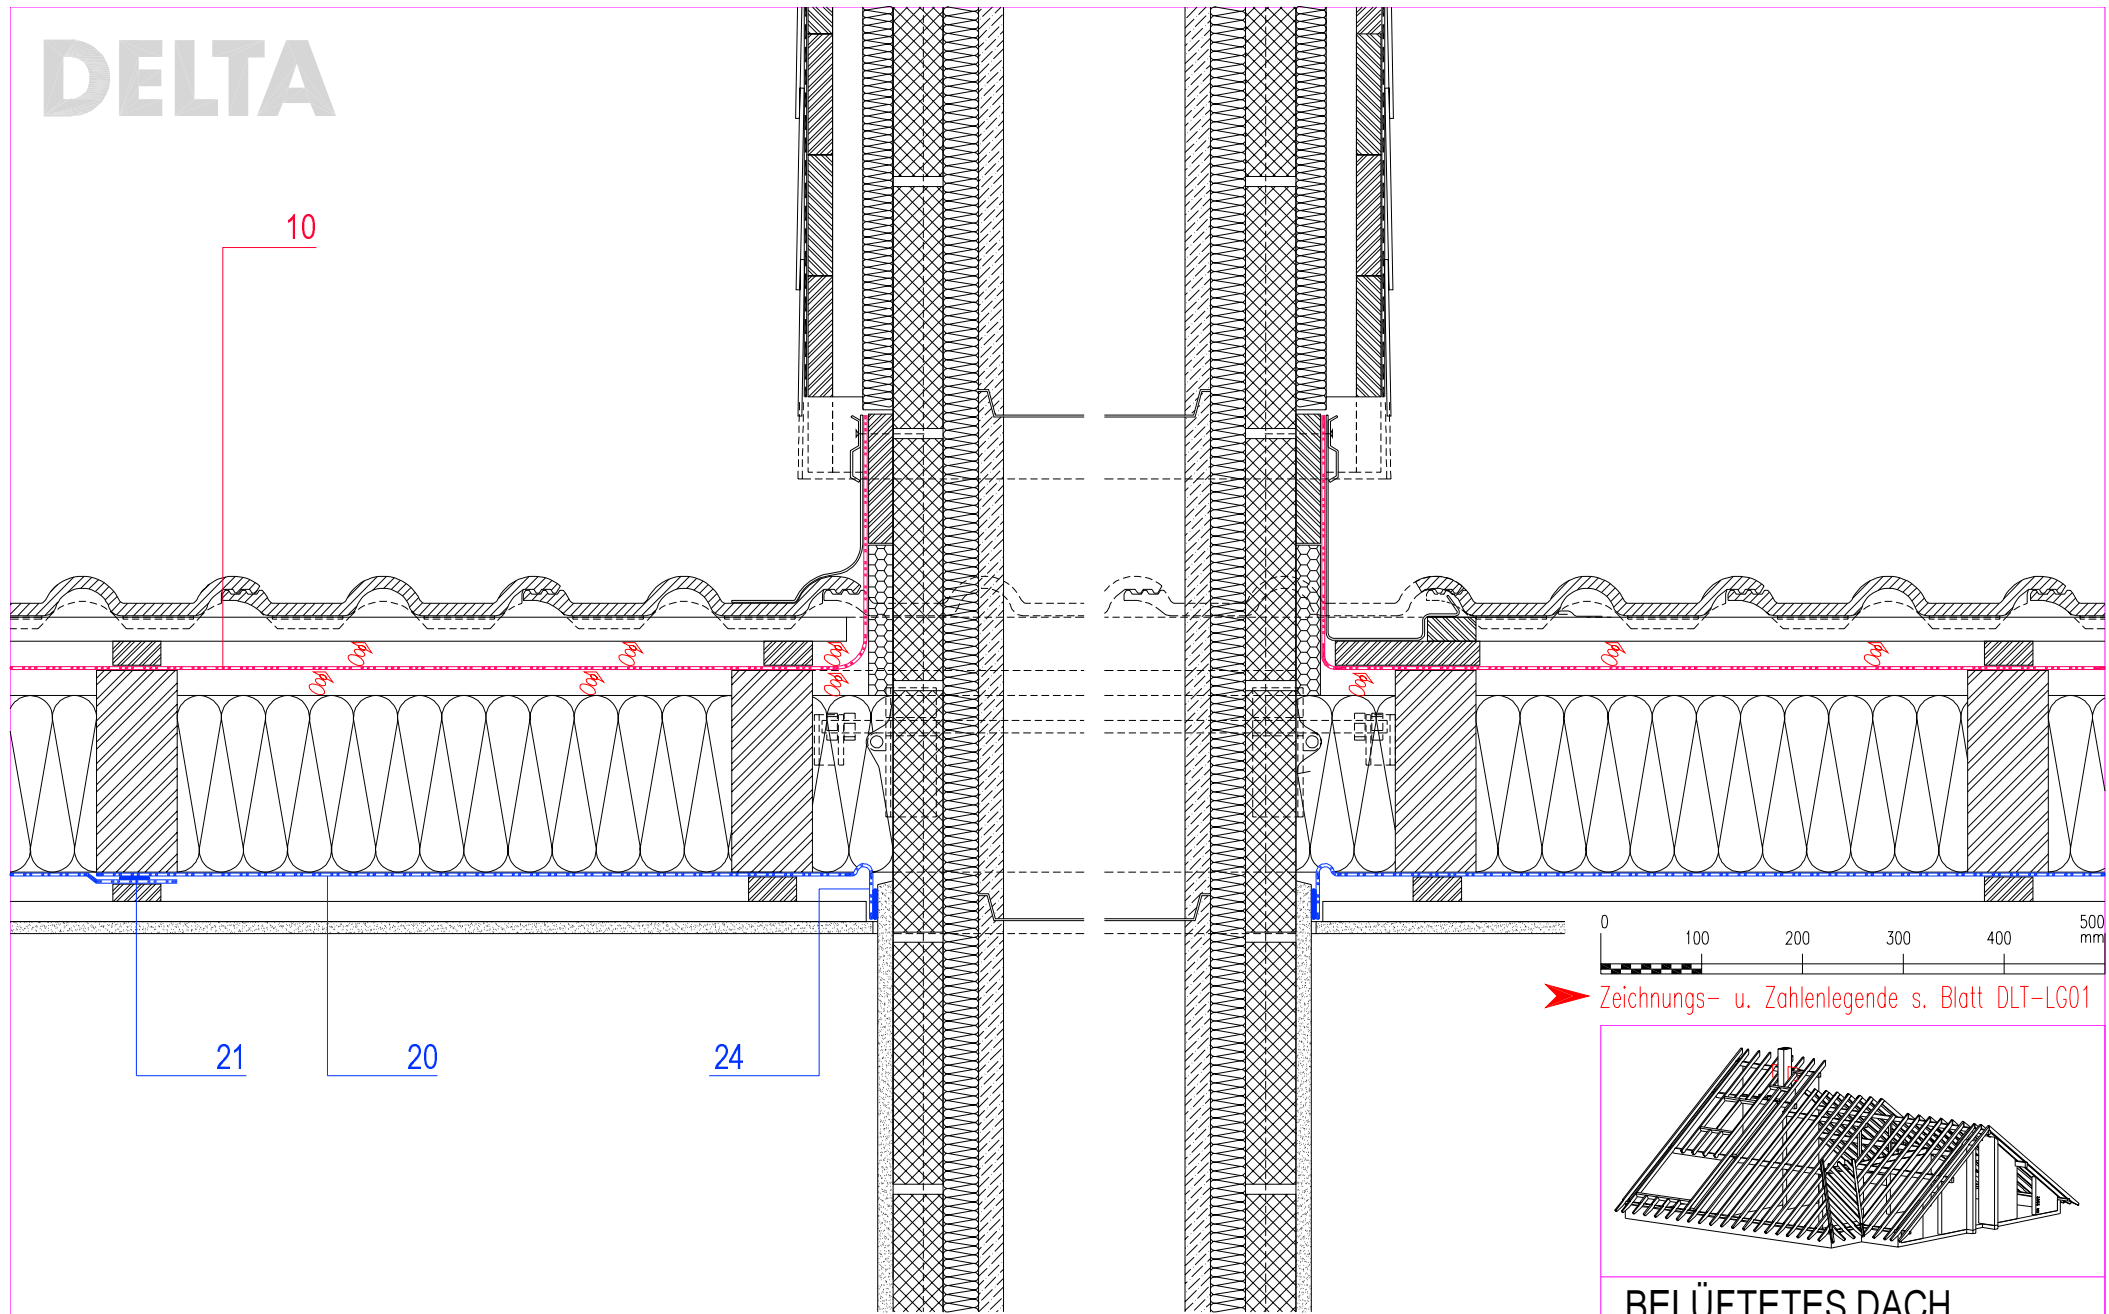 DELTA
10
21
20
24
0 100 200 300 400 500
mm
Zeichnungs- u. Zahlenlegende s. Blatt DLT-LG01
BELÜFTETES DACH